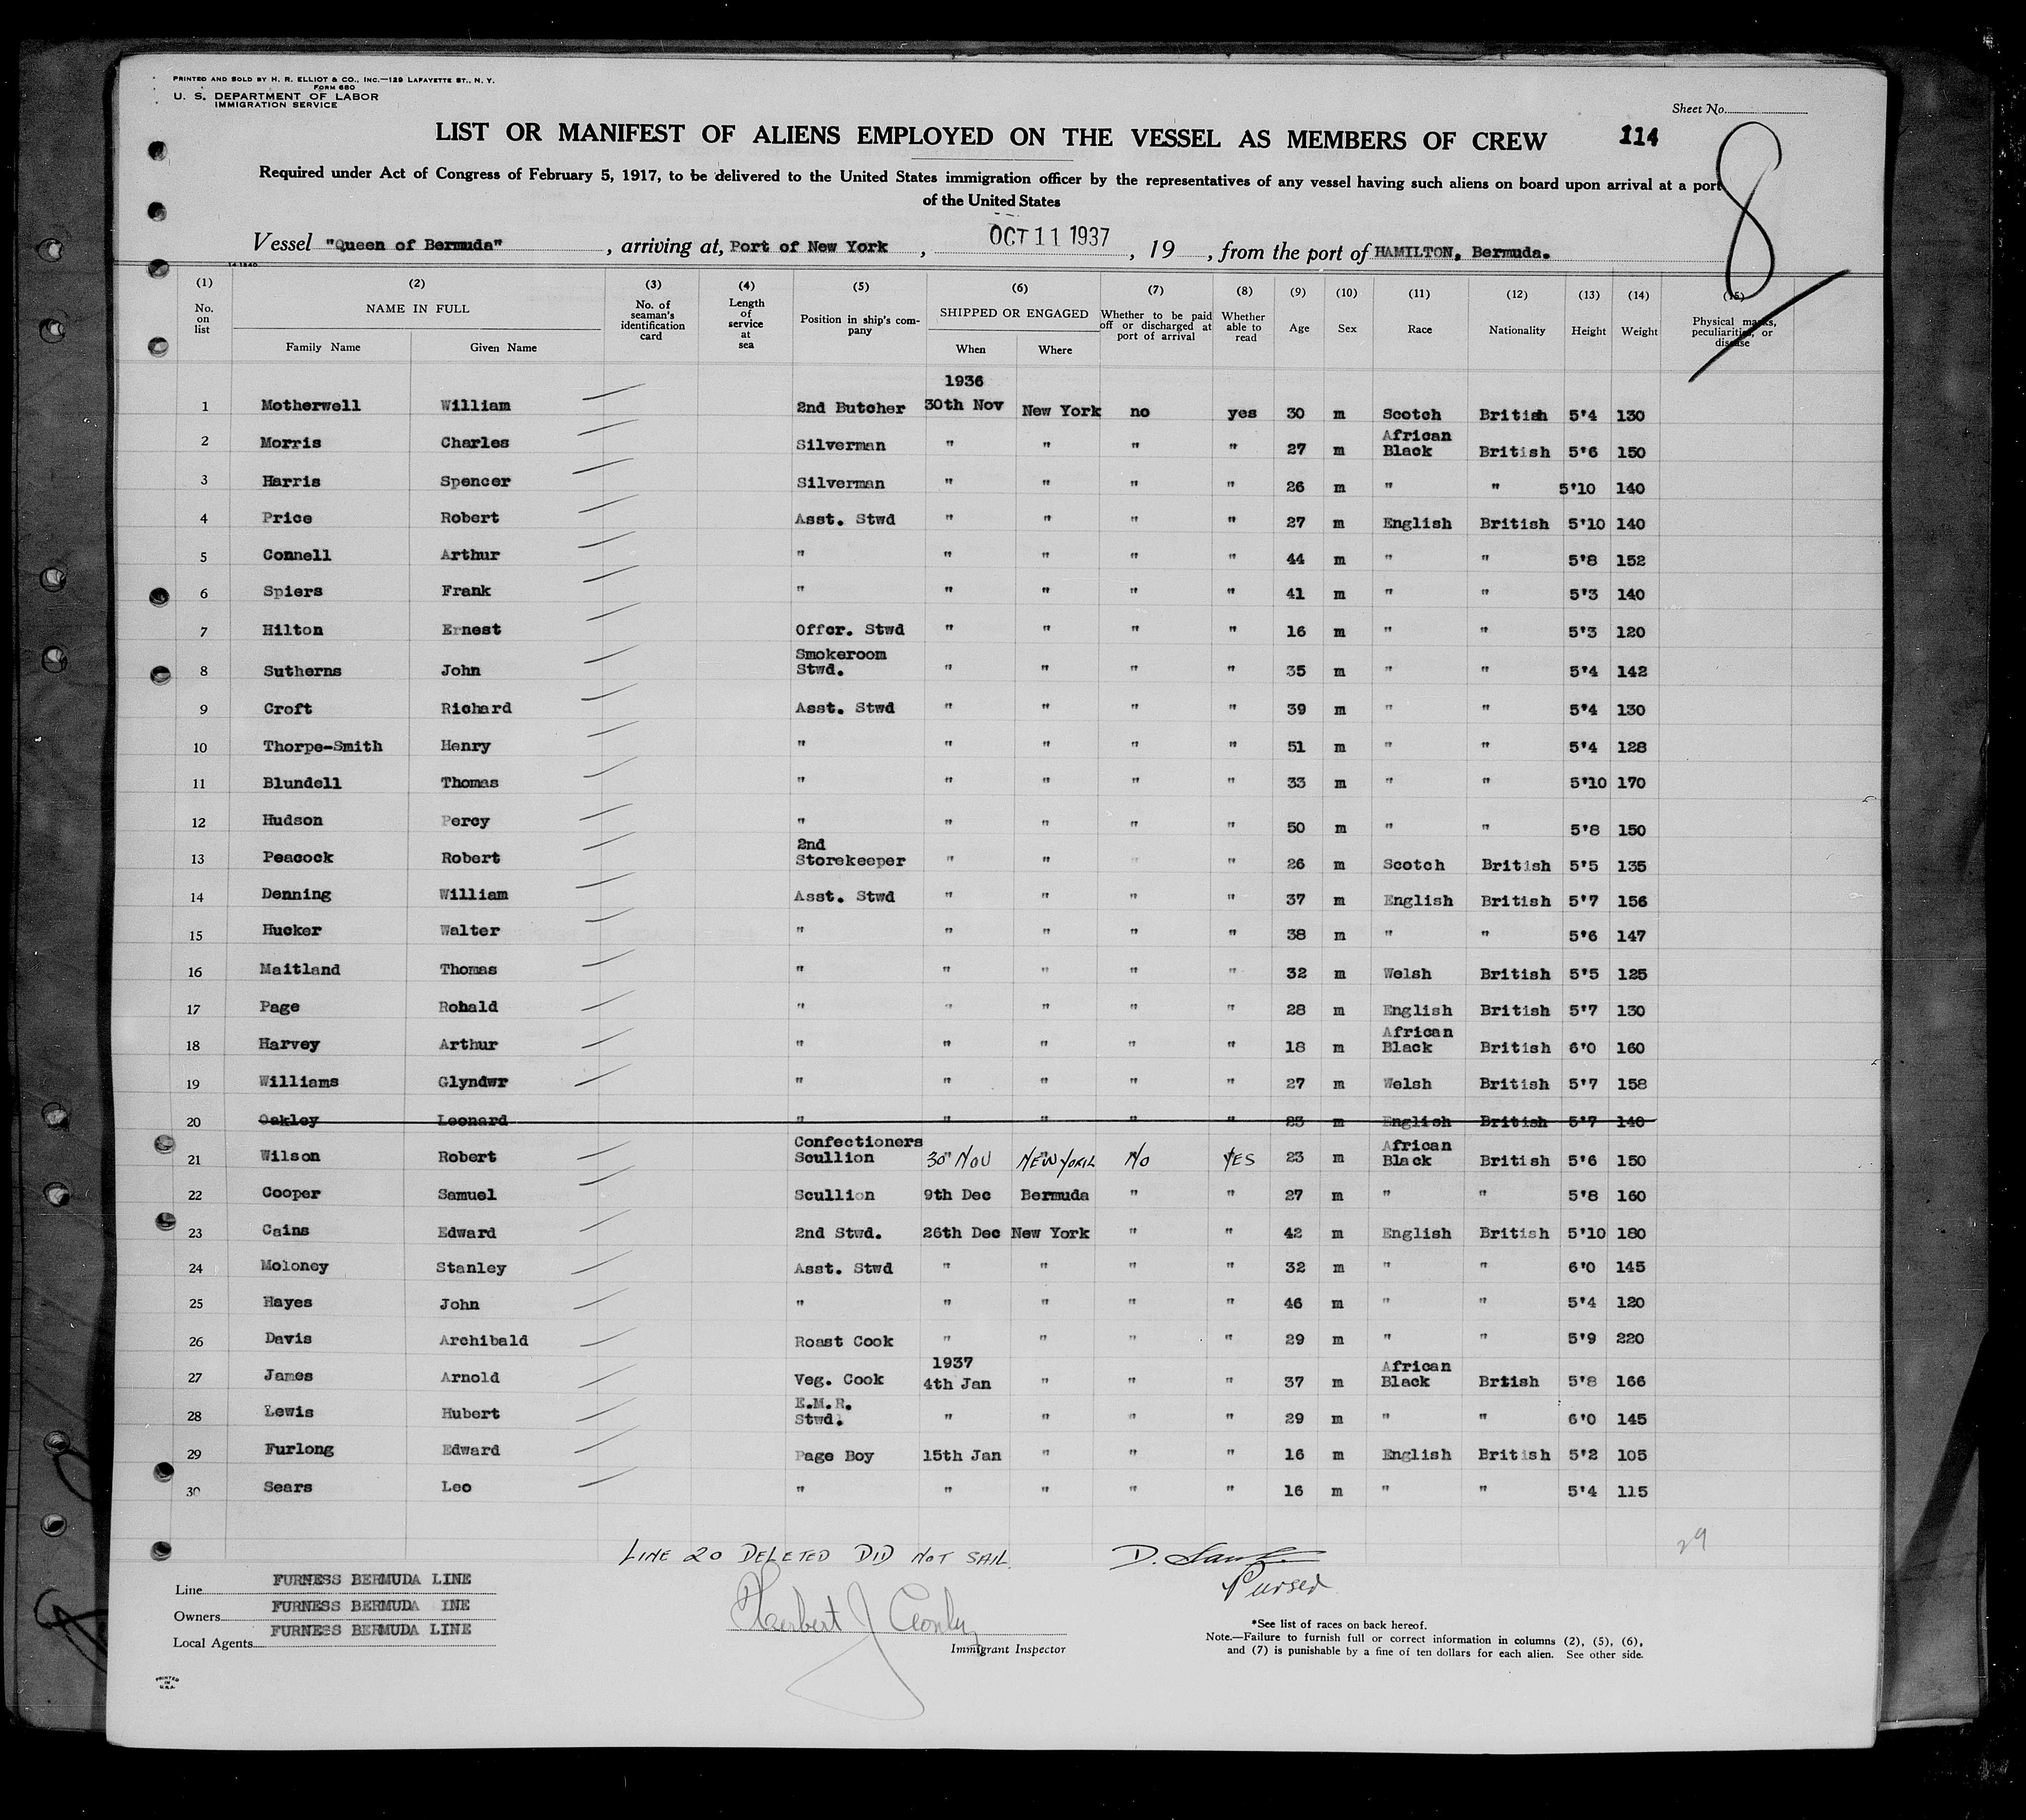 PRINTED AND SOLD BY H. R. ELLIOT & CO., INC.—129 LAFAYETTE ST., N. Y.
FORM 680
U. S. DEPARTMENT OF LABOR
IMMIGRATION SERVICE
Sheet No.
LIST OR MANIFEST OF ALIENS EMPLOYED ON THE VESSEL AS MEMBERS OF CREW 114
8
Required under Act of Congress of February 5, 1917, to be delivered to the United States immigration officer by the representatives of any vessel having such aliens on board upon arrival at a port
of the United States
Vessel "Queen of Bermuda", arriving at, Port of New York, OCT 11 1937, 19 , from the port of HAMILTON, Bermuda.
(1) (2) (3) (4) (5) (6) (7) (8) (9) (10) (11) (12) (13) (14) (15)
No. on list NAME IN FULL Family Name Given Name No. of seaman's identification card Length of service at sea Position in ship's company SHIPPED OR ENGAGED When Where Whether to be paid off or discharged at port of arrival Whether able to read Age Sex Race Nationality Height Weight Physical marks, peculiarities, or disease
1936
1 Motherwell William 2nd Butcher 30th Nov New York no yes 30 m Scotch British 5'4 130
2 Morris Charles Silverman " " " " 27 m African Black British 5'6 150
3 Harris Spencer Silverman " " " " 26 m " " 5'10 140
4 Price Robert Asst. Stwd " " " " 27 m English British 5'10 140
5 Connell Arthur " " " " " 44 m " " 5'8 152
6 Spiers Frank " " " " " 41 m " " 5'3 140
7 Hilton Ernest Offcr. Stwd " " " " 16 m " " 5'3 120
8 Sutherns John Smokeroom Stwd. " " " " 35 m " " 5'4 142
9 Croft Richard Asst. Stwd " " " " 39 m " " 5'4 130
10 Thorpe-Smith Henry " " " " " 51 m " " 5'4 128
11 Blundell Thomas " " " " " 33 m " " 5'10 170
12 Hudson Percy " " " " " 50 m " " 5'8 150
13 Peacock Robert 2nd Storekeeper " " " " 26 m Scotch British 5'5 135
14 Denning William Asst. Stwd " " " " 37 m English British 5'7 156
15 Hucker Walter " " " " " 38 m " " 5'6 147
16 Maitland Thomas " " " " " 32 m Welsh British 5'5 125
17 Page Rohald " " " " " 28 m English British 5'7 130
18 Harvey Arthur " " " " " 18 m African Black British 6'0 160
19 Williams Glyndwr " " " " " 27 m Welsh British 5'7 158
20 Oakley Leonard " " " " " 23 m English British 5'7 140
21 Wilson Robert Confectioners Scullion 30" NOV NEW YORK No YES 23 m African Black British 5'6 150
22 Cooper Samuel Scullion 9th Dec Bermuda " " 27 m " " 5'8 160
23 Cains Edward 2nd Stwd. 26th Dec New York " " 42 m English British 5'10 180
24 Moloney Stanley Asst. Stwd " " " " 32 m " " 6'0 145
25 Hayes John " " " " " 46 m " " 5'4 120
26 Davis Archibald Roast Cook " " " " 29 m " " 5'9 220
1937
27 James Arnold Veg. Cook 4th Jan " " " 37 m African Black Brtish 5'8 166
28 Lewis Hubert E.M.R. Stwd. " " " " 29 m " " 6'0 145
29 Furlong Edward Page Boy 15th Jan " " " 16 m English British 5'2 105
30 Sears Leo " " " " " 16 m " " 5'4 115
LINE 20 DELETED DID NOT SAIL. D.
29
Purser
Line FURNESS BERMUDA LINE
Owners FURNESS BERMUDA INE
Local Agents FURNESS BERMUDA LINE
Herbert J
Immigrant Inspector
*See list of races on back hereof.
Note.—Failure to furnish full or correct information in columns (2), (5), (6),
and (7) is punishable by a fine of ten dollars for each alien. See other side.
PRINTED
IN
U.S.A.